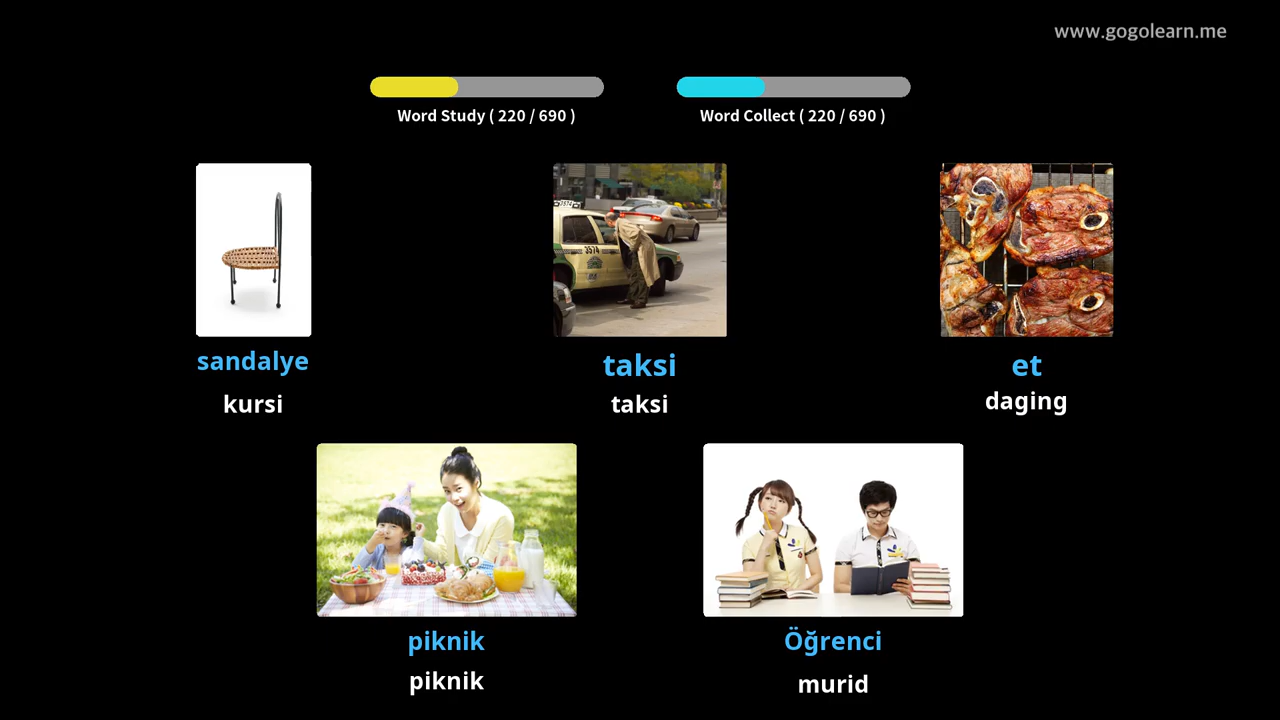 www.gogolearn.me
Word Study ( 220 / 690 )
Word Collect ( 220 / 690 )
3574
sandalye
kursi
taksi
taksi
et
daging
piknik
piknik
Öğrenci
murid